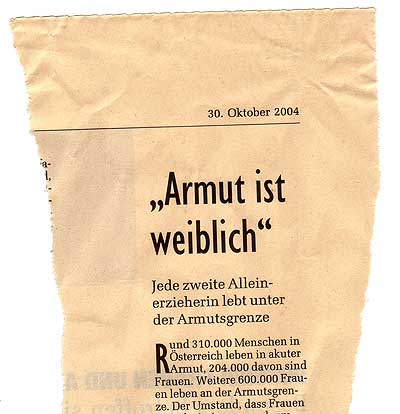 30. Oktober 2004
„Armut ist
weiblich“
Jede zweite Allein-
erzieherin lebt unter
der Armutsgrenze
Rund 310.000 Menschen in
Österreich leben in akuter
Armut, 204.000 davon sind
Frauen. Weitere 600.000 Frau-
en leben an der Armutsgren-
ze. Der Umstand, dass Frauen